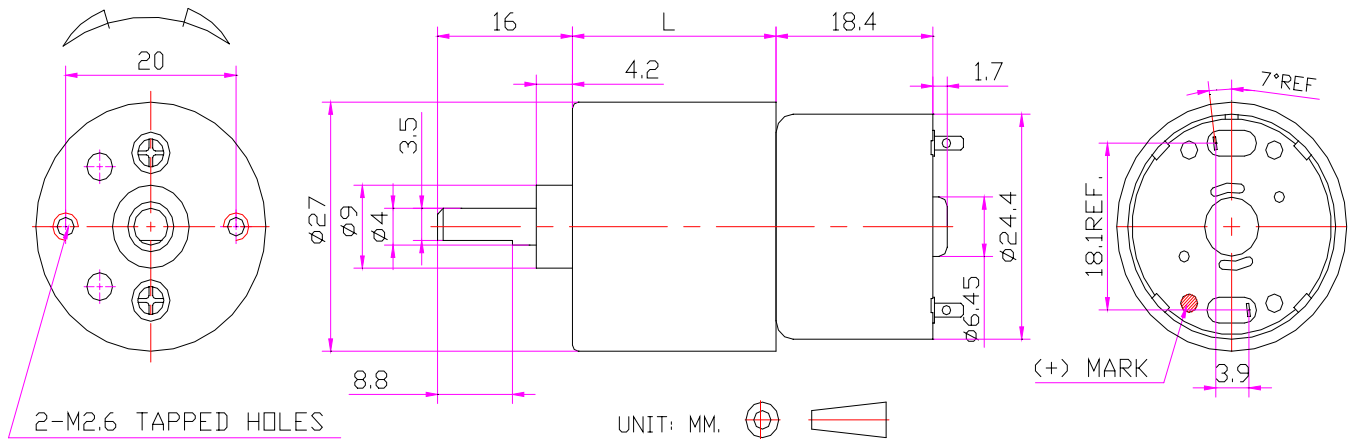 16
L
18.4
20
4.2
1.7
7°REF
3.5
ø27
ø9
ø4
ø24.4
18.1REF.
ø6.45
8.8
(+) MARK
3.9
2-M2.6 TAPPED HOLES
UNIT: MM.